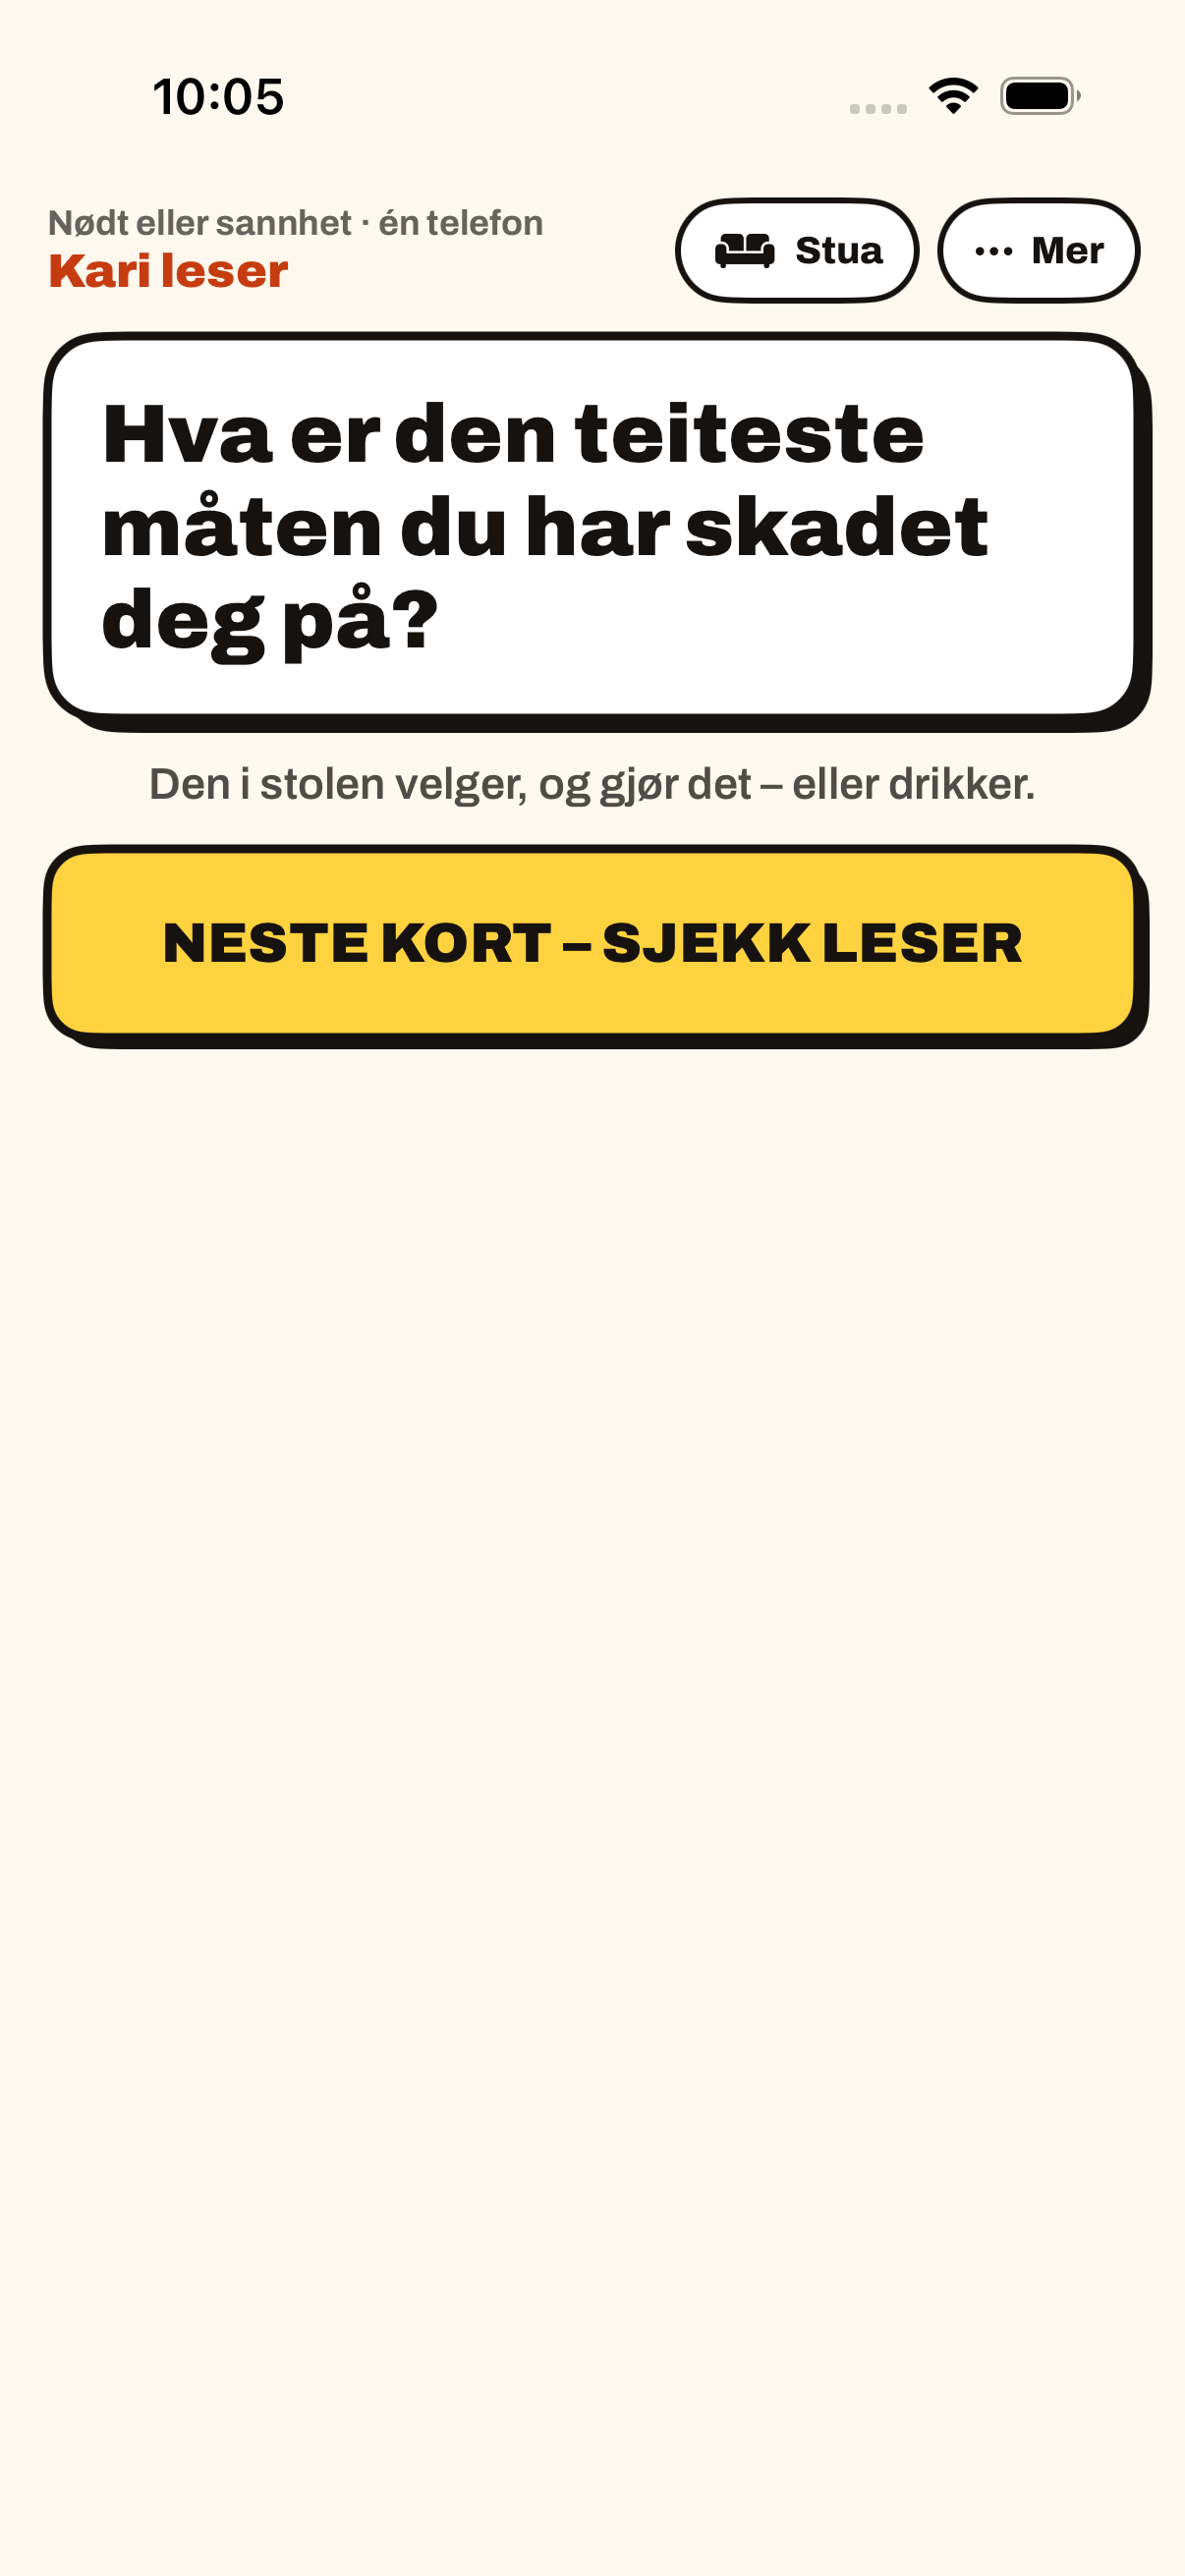 10:05
Nødt eller sannhet · én telefon
Kari leser
Stua
Mer
Hva er den teiteste
måten du har skadet
deg på?
Den i stolen velger, og gjør det – eller drikker.
NESTE KORT – SJEKK LESER